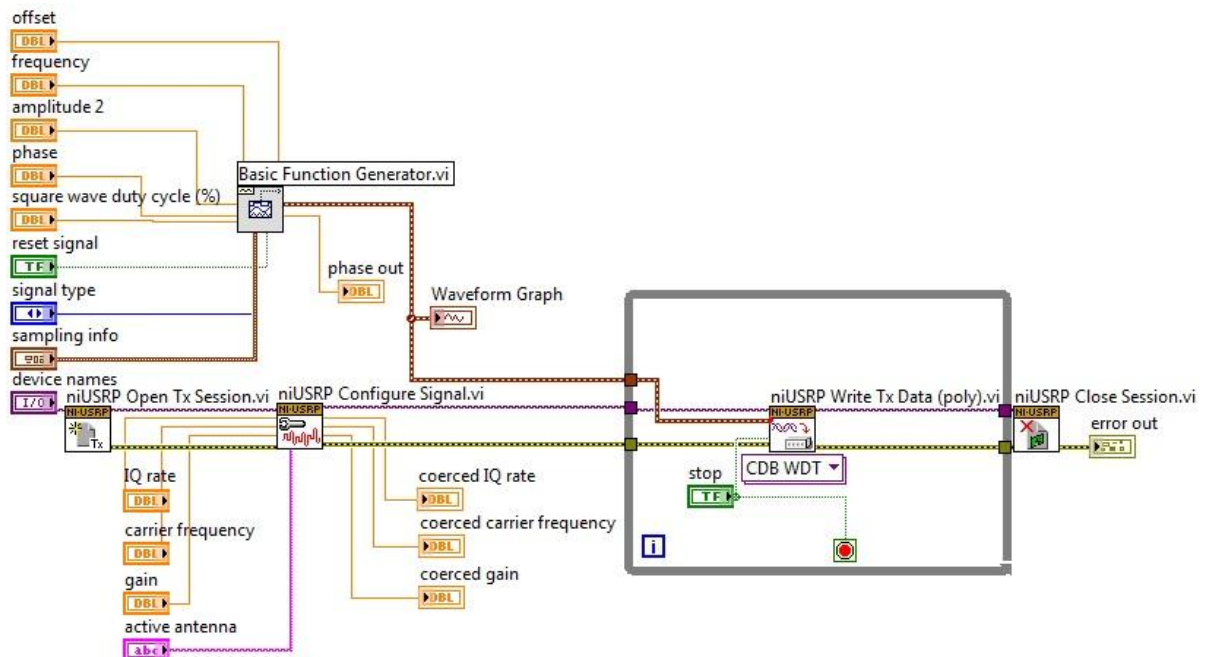 offset
DBL
frequency
DBL
amplitude 2
DBL
phase
DBL
Basic Function Generator.vi
square wave duty cycle (%)
DBL
reset signal
TF
phase out
DBL
signal type
Waveform Graph
sampling info
device names
I/O
niUSRP Open Tx Session.vi
NI-USRP
Tx
niUSRP Configure Signal.vi
NI-USRP
niUSRP Write Tx Data (poly).vi
NI-USRP
CDB WDT
niUSRP Close Session.vi
NI-USRP
error out
stop
TF
i
IQ rate
DBL
coerced IQ rate
DBL
carrier frequency
DBL
coerced carrier frequency
DBL
gain
DBL
coerced gain
DBL
active antenna
abc